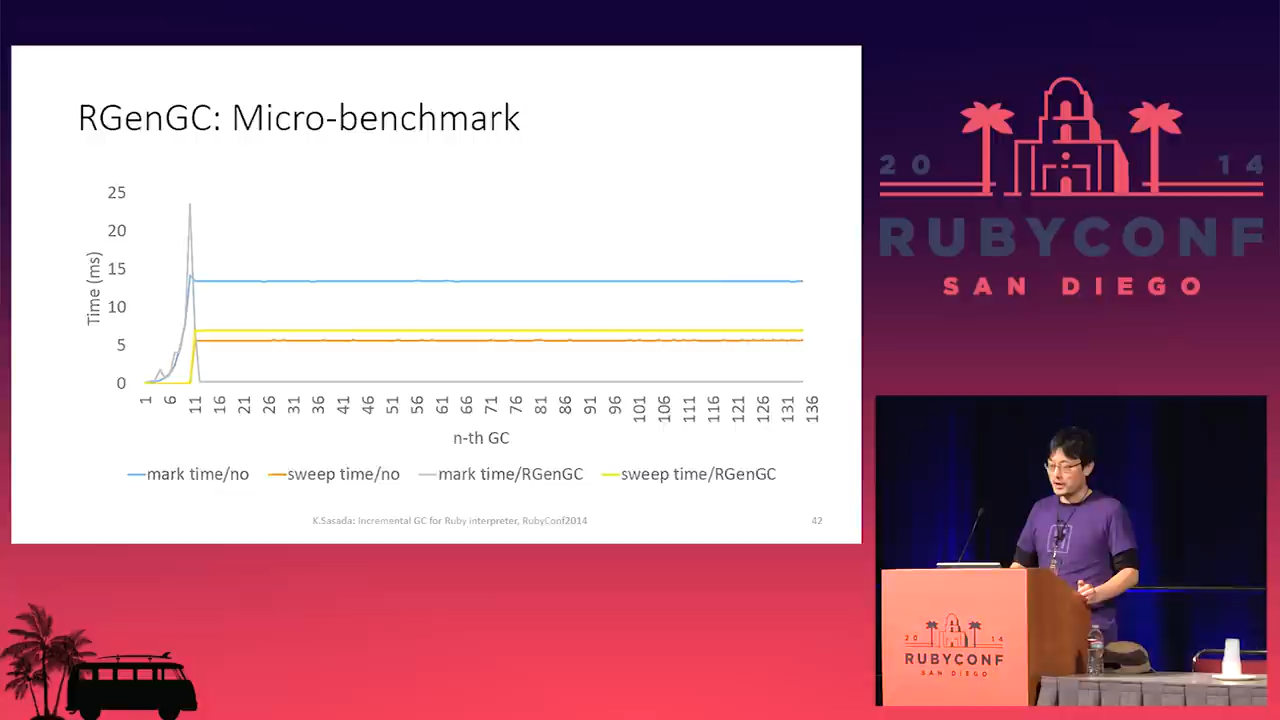 RGenGC: Micro-benchmark
25
20
15
10
5
0
Time (ms)
1 6 11 16 21 26 31 36 41 46 51 56 61 66 71 76 81 86 91 96 101 106 111 116 121 126 131 136
n-th GC
mark time/no sweep time/no mark time/RGenGC sweep time/RGenGC
K.Sasada: Incremental GC for Ruby interpreter, RubyConf2014 42
20 14
RUBYCONF
SAN DIEGO
20 14
RUBYCONF
SAN DIEGO